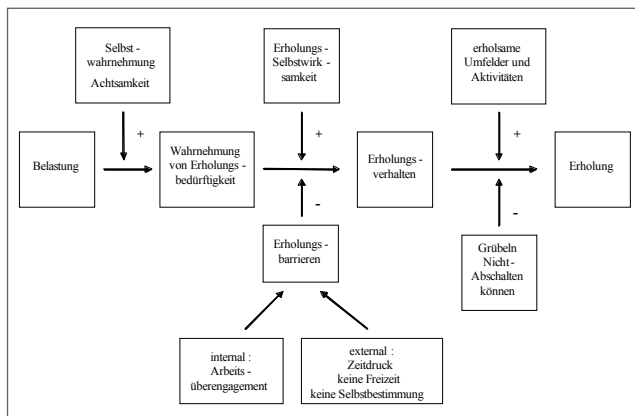 Selbst -
wahrnehmung
Achtsamkeit
Erholungs -
Selbstwirk -
samkeit
erholsame
Umfelder und
Aktivitäten
+
+
+
Belastung
Wahrnehmung
von Erholungs -
bedürftigkeit
Erholungs -
verhalten
Erholung
-
-
Erholungs -
barrieren
Grübeln
Nicht-
Abschalten
können
internal :
Arbeits -
überengagement
external :
Zeitdruck
keine Freizeit
keine Selbstbestimmung